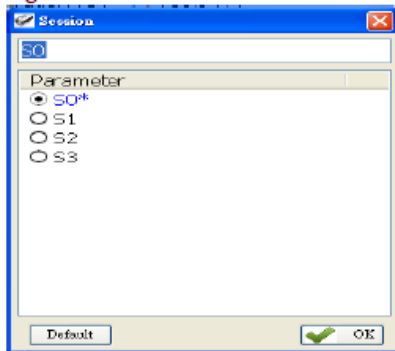 Session
S0
Parameter
S0*
S1
S2
S3
Default
OK